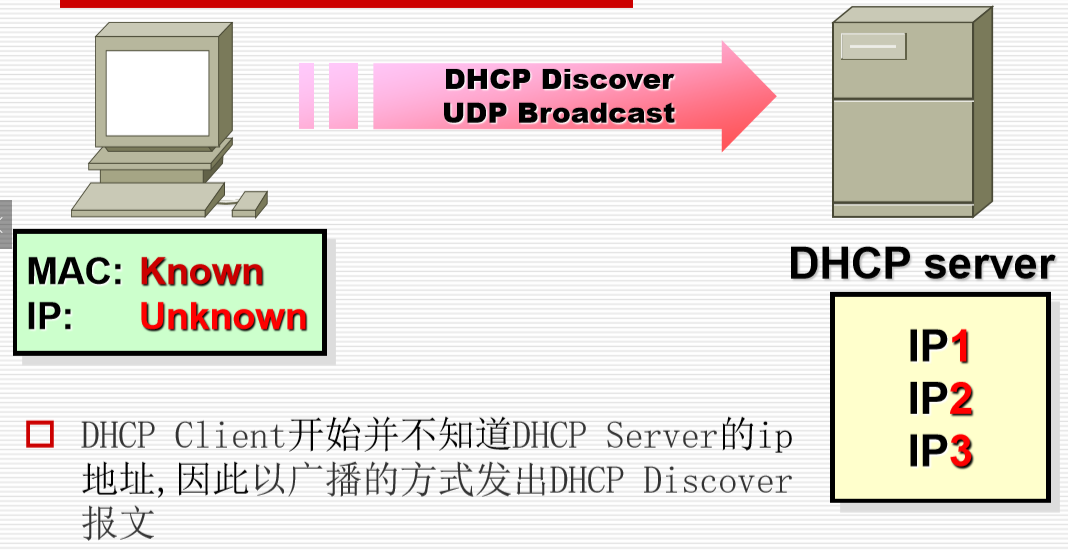 DHCP Discover
UDP Broadcast
MAC: Known
IP: Unknown
DHCP server
IP1
IP2
IP3
DHCP Client开始并不知道DHCP Server的ip
地址,因此以广播的方式发出DHCP Discover
报文